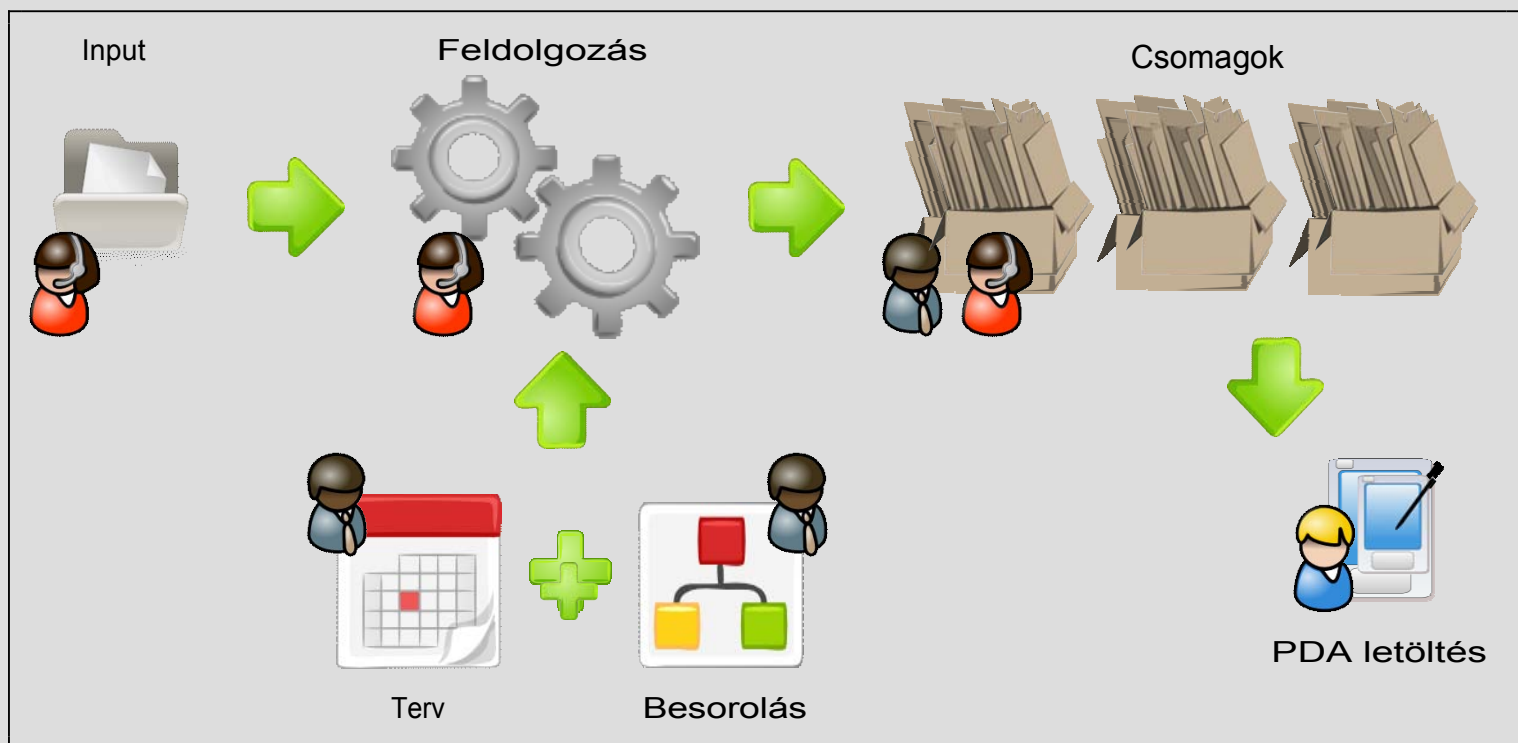 Input
Feldolgozás
Csomagok
PDA letöltés
Terv
Besorolás